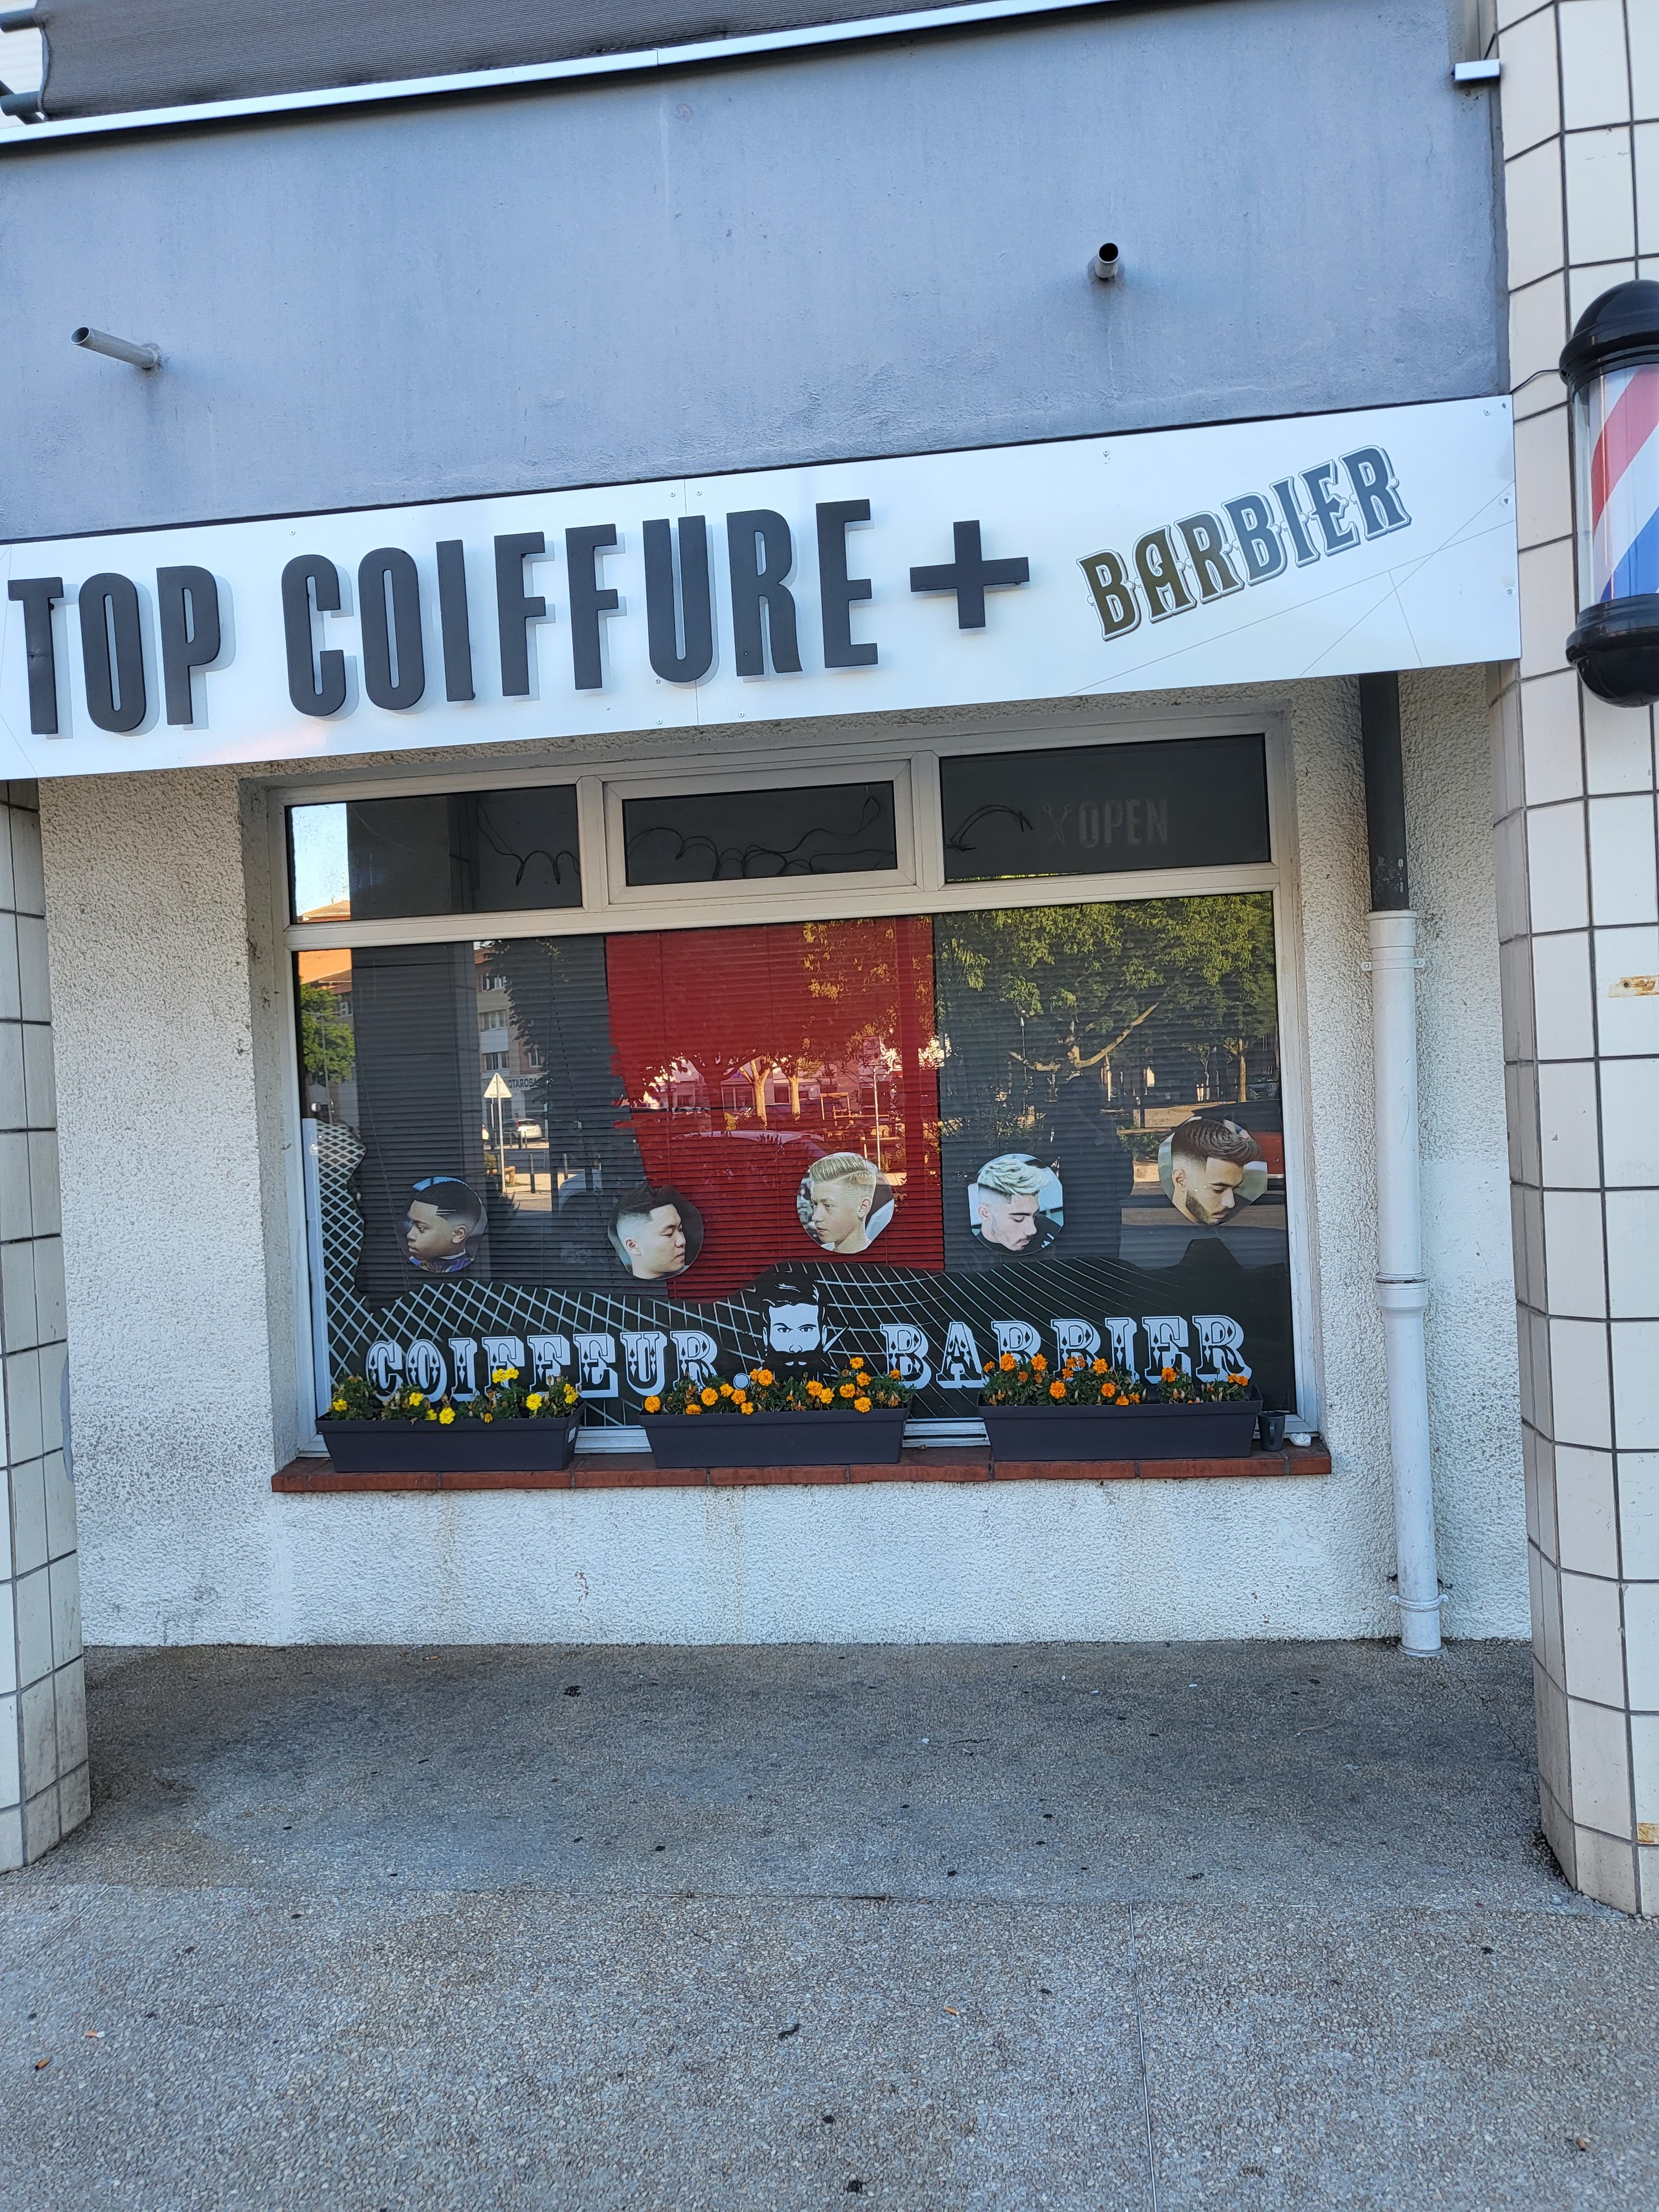 TOP COIFFURE + BARBIER
OPEN
COIFFEUR. BARBIER